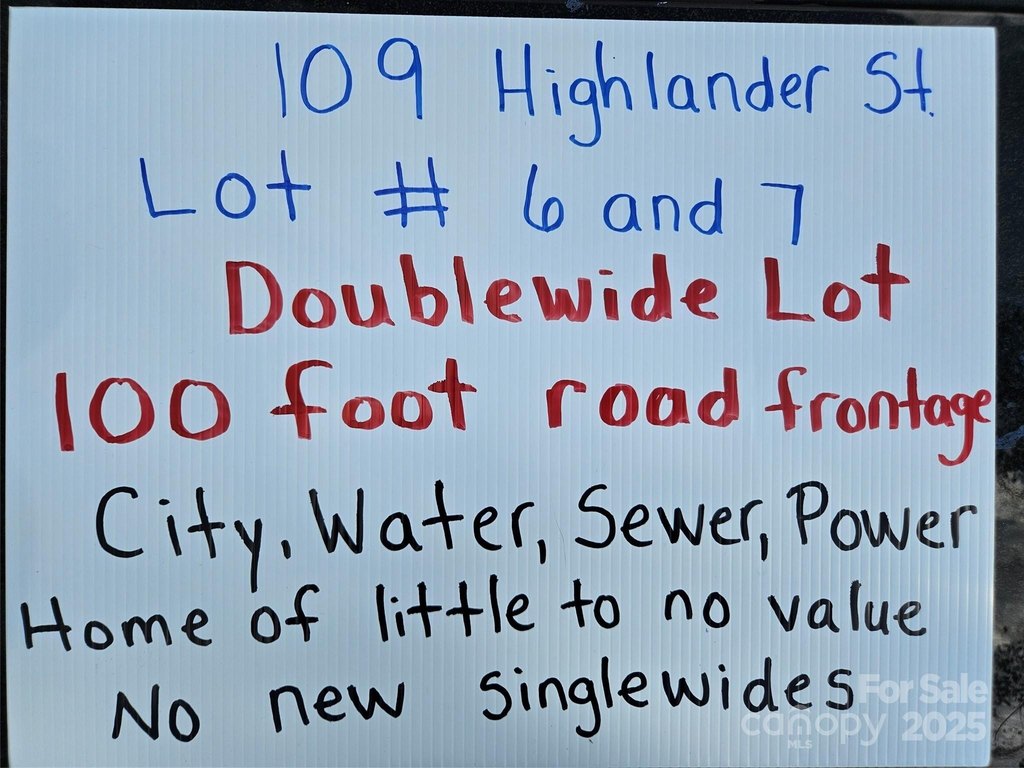 109 Highlander St.
Lot # 6 and 7
Doublewide Lot
100 foot road frontage
City, Water, Sewer, Power
Home of little to no value
No new singlewides
For Sale
canopy 2025
MLS